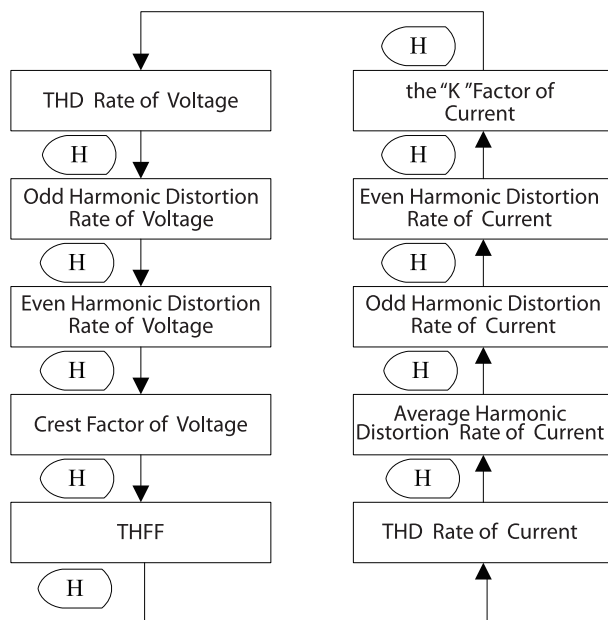 THD Rate of Voltage
H
Odd Harmonic Distortion
Rate of Voltage
H
Even Harmonic Distortion
Rate of Voltage
H
Crest Factor of Voltage
H
THFF
H
H
the “K ”Factor of
Current
H
Even Harmonic Distortion
Rate of Current
H
Odd Harmonic Distortion
Rate of Current
H
Average Harmonic
Distortion Rate of Current
H
THD Rate of Current